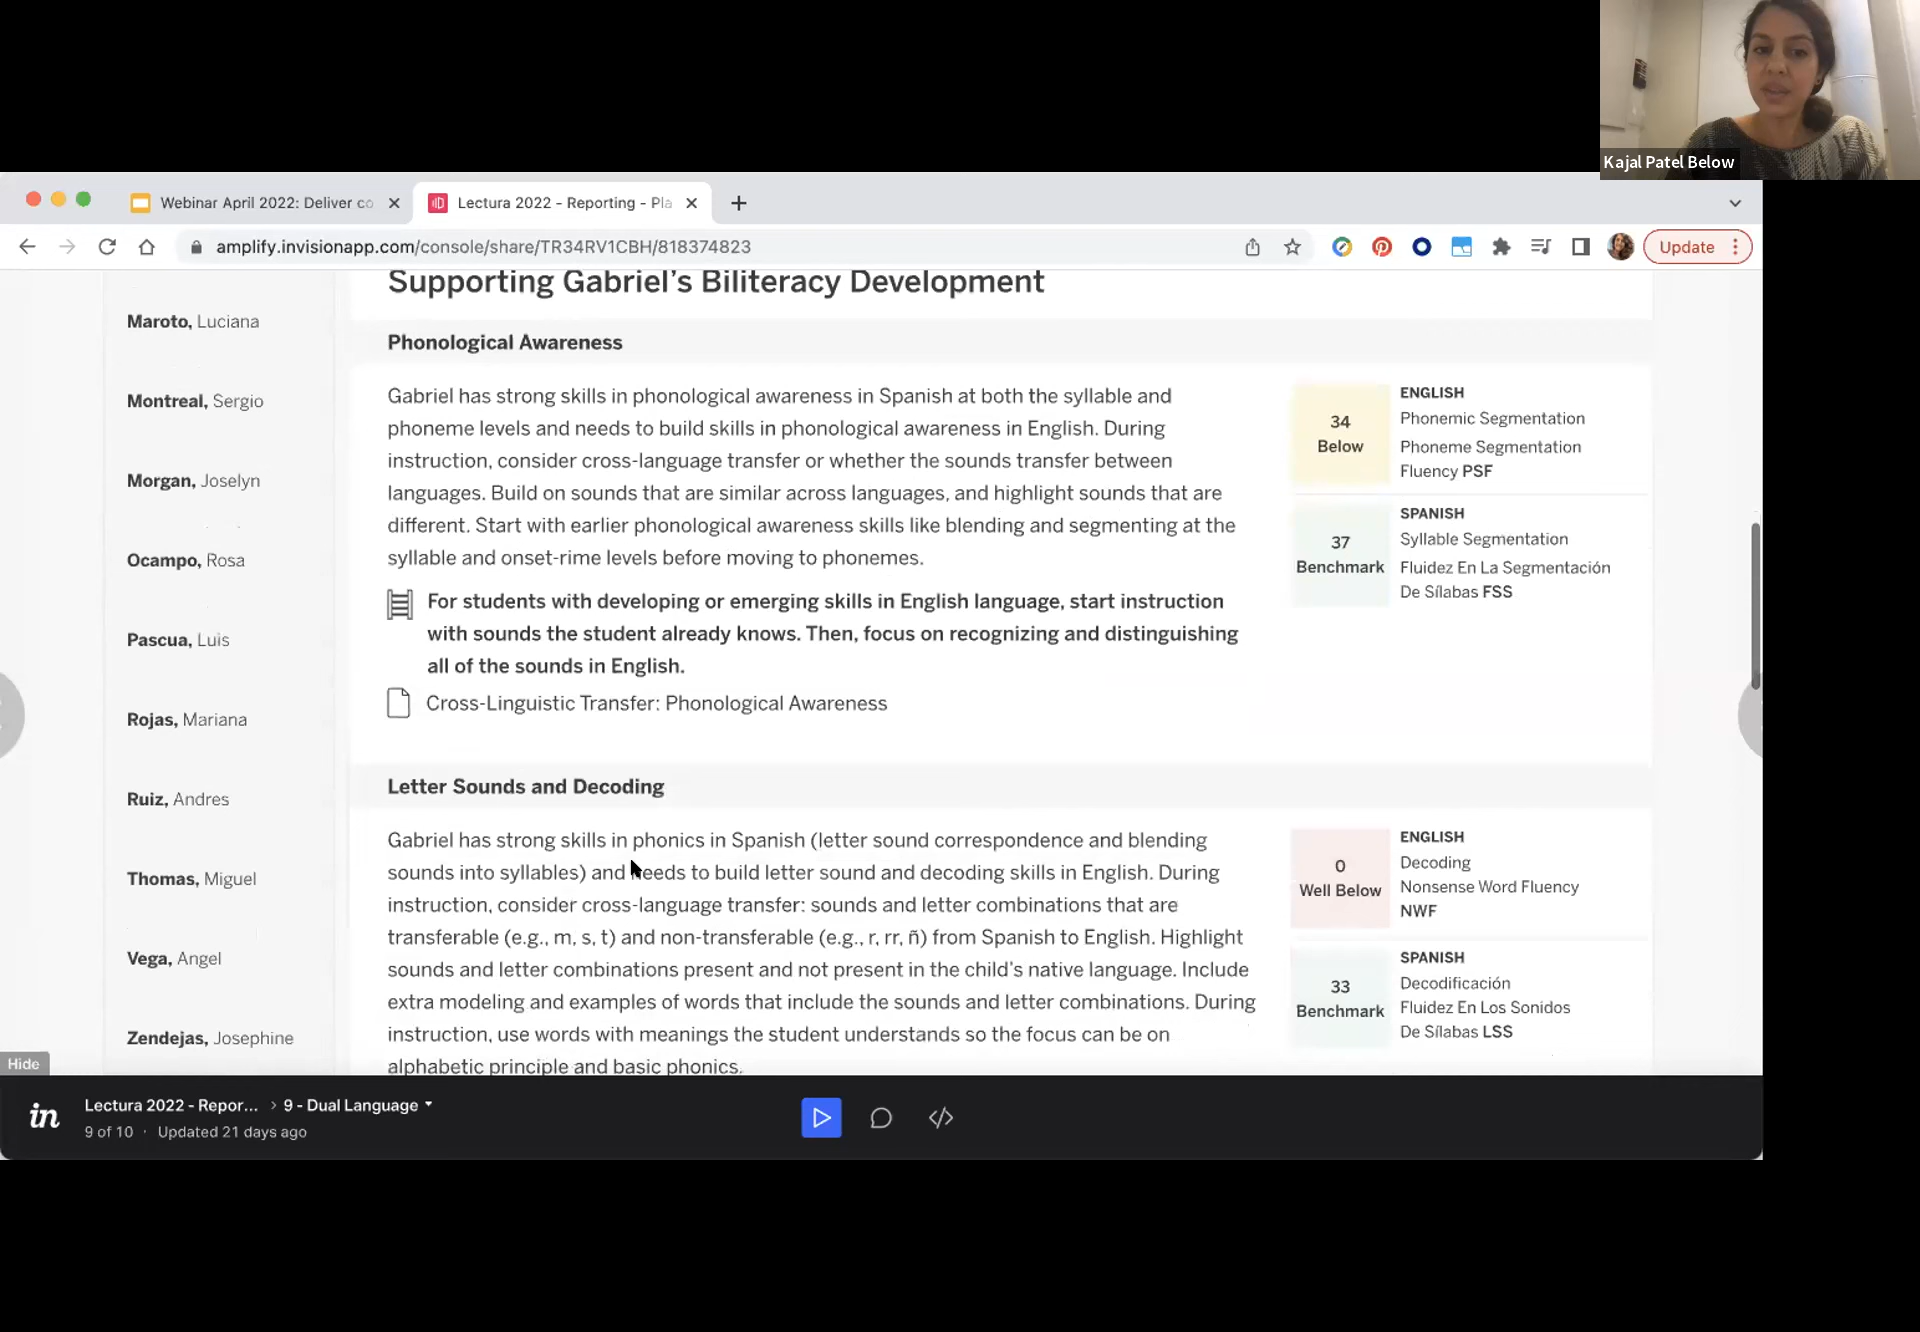 Kajal Patel Below
Webinar April 2022: Deliver co
Lectura 2022 - Reporting - Pla
amplify.invisionapp.com/console/share/TR34RV1CBH/818374823
Update
Supporting Gabriel's Biliteracy Development
Maroto, Luciana
Montreal, Sergio
Morgan, Joselyn
Ocampo, Rosa
Pascua, Luis
Rojas, Mariana
Ruiz, Andres
Thomas, Miguel
Vega, Angel
Zendejas, Josephine
Phonological Awareness
Gabriel has strong skills in phonological awareness in Spanish at both the syllable and
phoneme levels and needs to build skills in phonological awareness in English. During
instruction, consider cross-language transfer or whether the sounds transfer between
languages. Build on sounds that are similar across languages, and highlight sounds that are
different. Start with earlier phonological awareness skills like blending and segmenting at the
syllable and onset-rime levels before moving to phonemes.
For students with developing or emerging skills in English language, start instruction
with sounds the student already knows. Then, focus on recognizing and distinguishing
all of the sounds in English.
Cross-Linguistic Transfer: Phonological Awareness
34
Below
ENGLISH
Phonemic Segmentation
Phoneme Segmentation
Fluency PSF
37
Benchmark
SPANISH
Syllable Segmentation
Fluidez En La Segmentación
De Sílabas FSS
Letter Sounds and Decoding
Gabriel has strong skills in phonics in Spanish (letter sound correspondence and blending
sounds into syllables) and needs to build letter sound and decoding skills in English. During
instruction, consider cross-language transfer: sounds and letter combinations that are
transferable (e.g., m, s, t) and non-transferable (e.g., r, rr, ñ) from Spanish to English. Highlight
sounds and letter combinations present and not present in the child's native language. Include
extra modeling and examples of words that include the sounds and letter combinations. During
instruction, use words with meanings the student understands so the focus can be on
alphabetic principle and basic phonics.
0
Well Below
ENGLISH
Decoding
Nonsense Word Fluency
NWF
33
Benchmark
SPANISH
Decodificación
Fluidez En Los Sonidos
De Sílabas LSS
Hide
in
Lectura 2022 - Repor... > 9 - Dual Language
9 of 10 · Updated 21 days ago